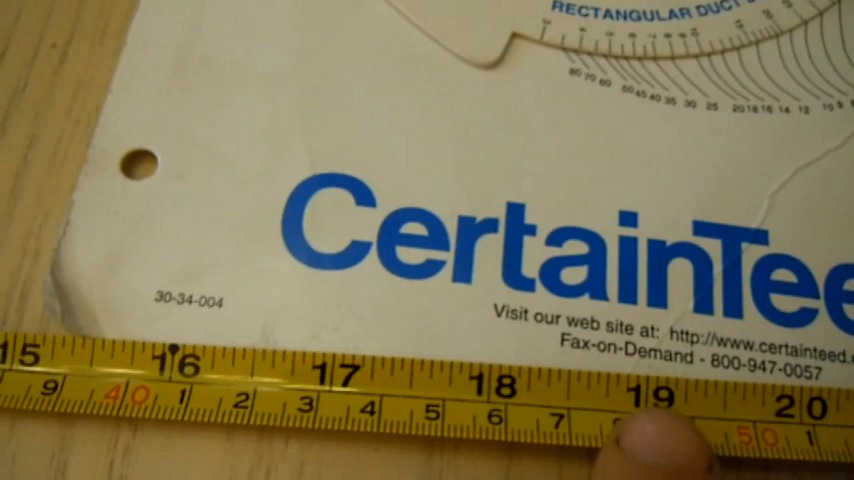 RECTANGULAR DUCT
80 70 60 50 45 40 35 30 25 20 18 16 14 12 10 9
CertainTee
30-34-004
Visit our web site at: http://www.certainteed.
Fax-on-Demand - 800-947-0057
15 16 17 18 19 20
9 40 1 2 3 4 5 6 7 50 1